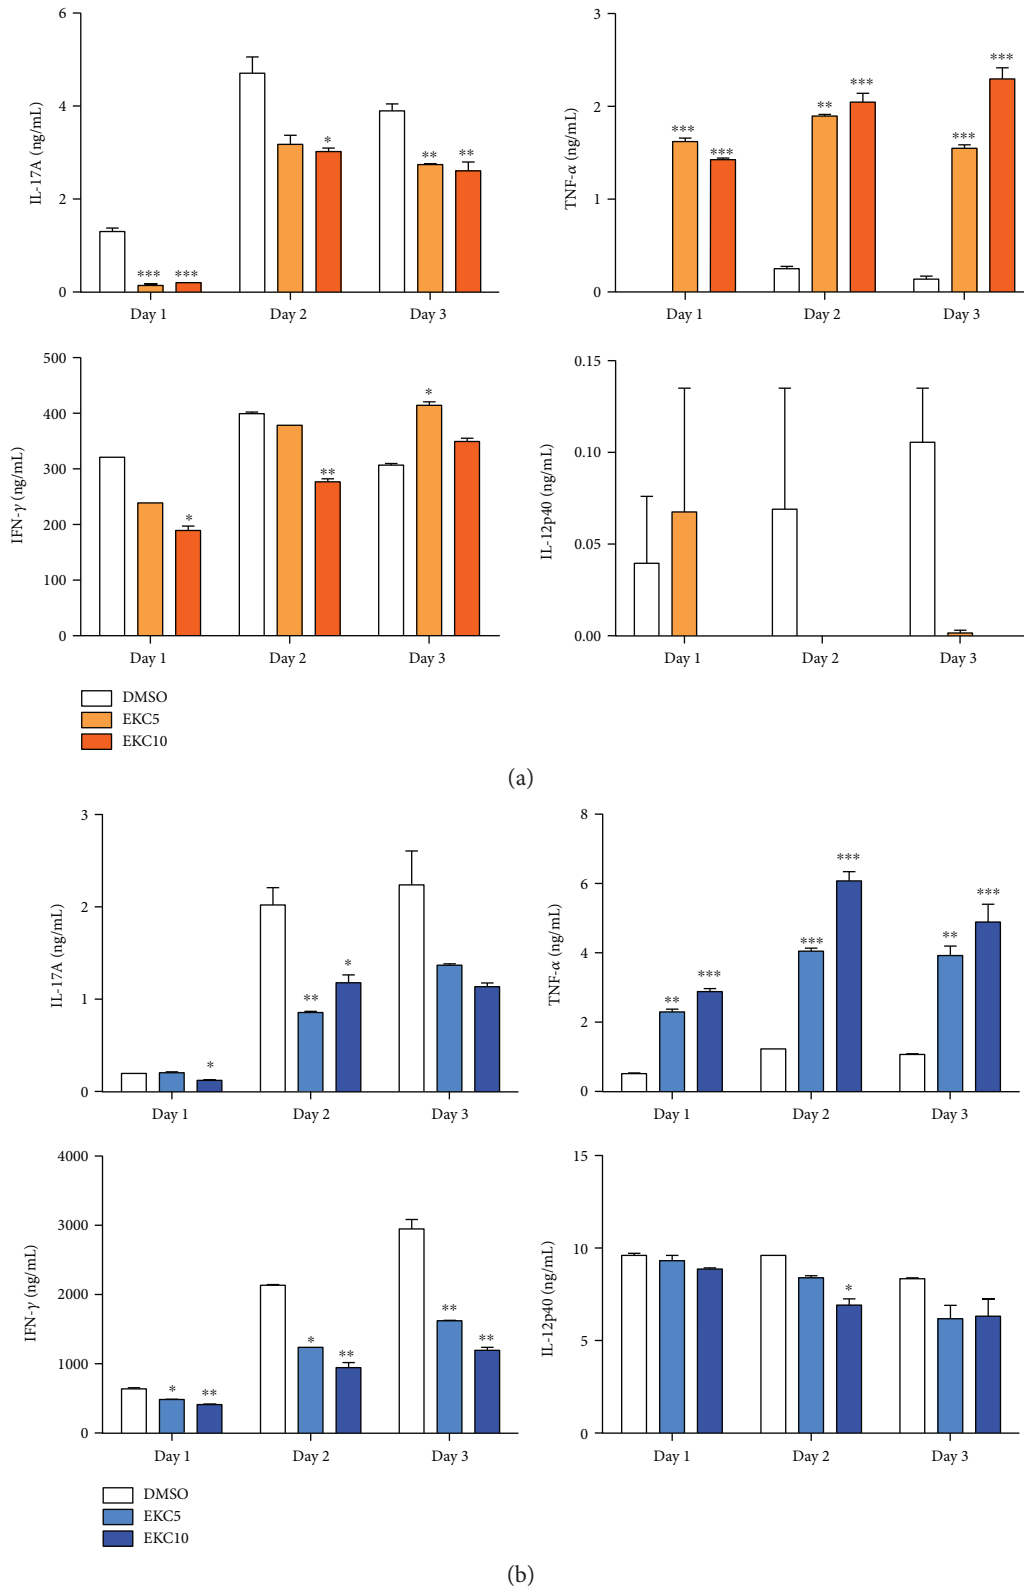 IL-17A (ng/mL)
6
4
2
0
*** ***
*
** **
Day 1 Day 2 Day 3
TNF-α (ng/mL)
3
2
1
0
*** ***
** ***
*** ***
Day 1 Day 2 Day 3
IFN-γ (ng/mL)
500
400
300
200
100
0
*
**
*
Day 1 Day 2 Day 3
IL-12p40 (ng/mL)
0.15
0.10
0.05
0.00
Day 1 Day 2 Day 3
DMSO
EKC5
EKC10
(a)
IL-17A (ng/mL)
3
2
1
0
*
** *
Day 1 Day 2 Day 3
TNF-α (ng/mL)
8
6
4
2
0
** ***
*** ***
** ***
Day 1 Day 2 Day 3
IFN-γ (ng/mL)
4000
3000
2000
1000
0
* **
* **
** **
Day 1 Day 2 Day 3
IL-12p40 (ng/mL)
15
10
5
0
*
Day 1 Day 2 Day 3
DMSO
EKC5
EKC10
(b)